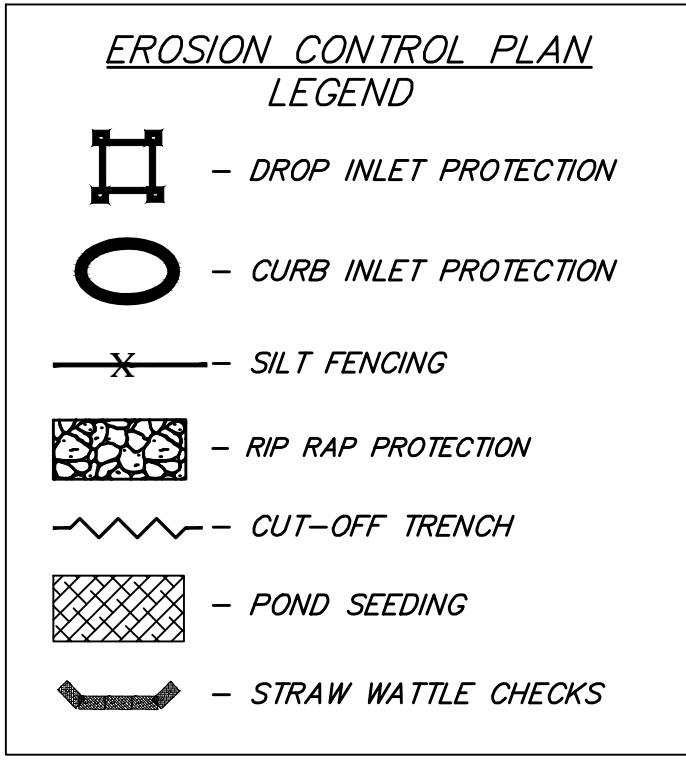 EROSION CONTROL PLAN
LEGEND
- DROP INLET PROTECTION
- CURB INLET PROTECTION
X - SILT FENCING
- RIP RAP PROTECTION
- CUT-OFF TRENCH
- POND SEEDING
- STRAW WATTLE CHECKS